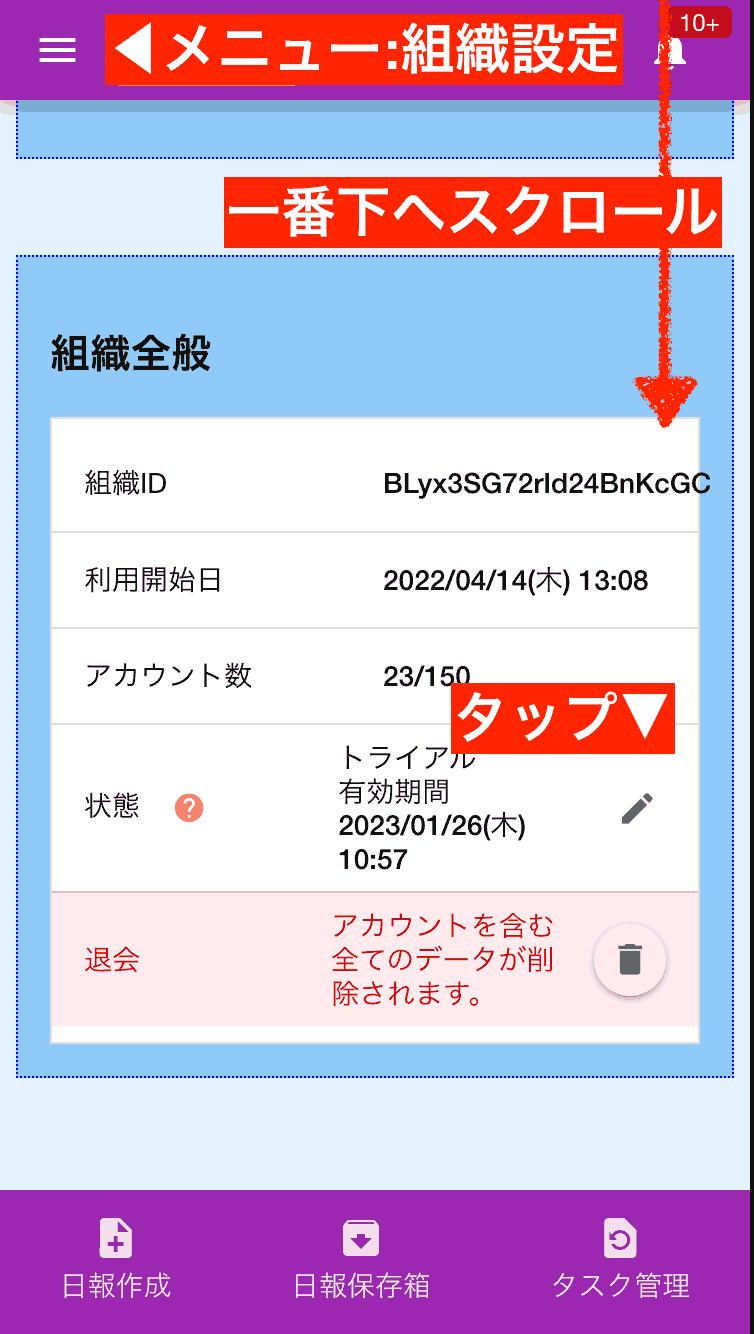 ◀メニュー:組織設定
10+
一番下へスクロール
組織全般
組織ID
BLyx3SG72rld24BnKcGC
利用開始日
2022/04/14(木) 13:08
アカウント数
23/150
タップ▼
状態
?
トライアル
有効期間
2023/01/26(木)
10:57
退会
アカウントを含む
全てのデータが削
除されます。
日報作成
日報保存箱
タスク管理